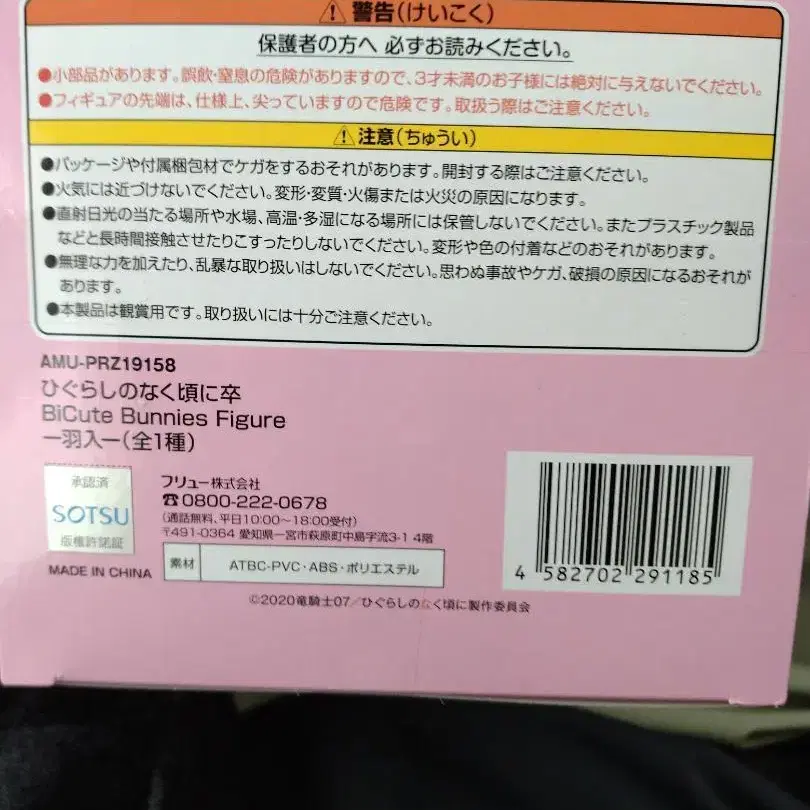 ⚠警告(けいこく)
保護者の方へ 必ずお読みください。
●小部品があります。誤飲・窒息の危険がありますので、3才未満のお子様には絶対に与えないでください。
●フィギュアの先端は、仕様上、尖っていますので危険です。取扱う際はご注意ください。
⚠注意(ちゅうい)
●パッケージや付属梱包材でケガをするおそれがあります。開封する際はご注意ください。
●火気には近づけないでください。変形・変質・火傷または火災の原因になります。
●直射日光の当たる場所や水場、高温・多湿になる場所には保管しないでください。またプラスチック製品
などと長時間接触させたりこすったりしないでください。変形や色の付着などのおそれがあります。
●無理な力を加えたり、乱暴な取り扱いはしないでください。思わぬ事故やケガ、破損の原因になるおそれが
あります。
●本製品は観賞用です。取り扱いには十分ご注意ください。
AMU-PRZ19158
ひぐらしのなく頃に卒
BiCute Bunnies Figure
ー羽入ー(全1種)
承認済
SOTSU
版権許諾証
フリュー株式会社
☎0800-222-0678
(通話無料、平日10:00～18:00受付)
〒491-0364 愛知県一宮市萩原町中島字流3-1 4階
MADE IN CHINA
素材 ATBC-PVC・ABS・ポリエステル
4 582702 291185
©2020竜騎士07／ひぐらしのなく頃に製作委員会